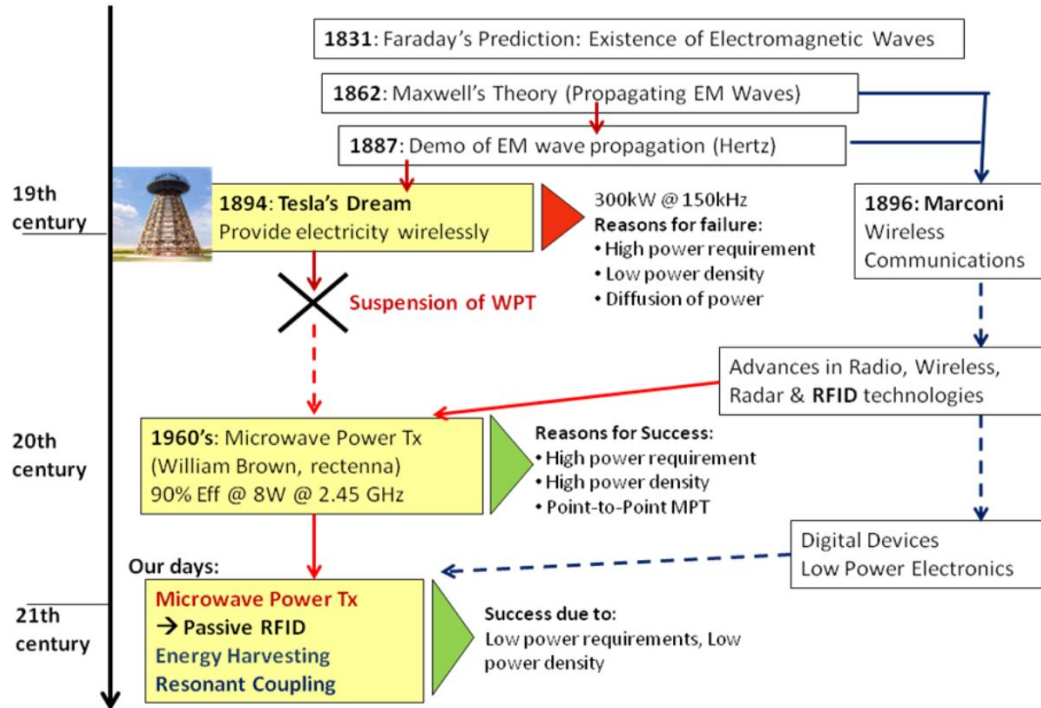 1831: Faraday's Prediction: Existence of Electromagnetic Waves
1862: Maxwell's Theory (Propagating EM Waves)
1887: Demo of EM wave propagation (Hertz)
19th
century
1894: Tesla's Dream
Provide electricity wirelessly
300kW @ 150kHz
Reasons for failure:
• High power requirement
• Low power density
• Diffusion of power
1896: Marconi
Wireless
Communications
Suspension of WPT
Advances in Radio, Wireless,
Radar & RFID technologies
20th
century
1960's: Microwave Power Tx
(William Brown, rectenna)
90% Eff @ 8W @ 2.45 GHz
Reasons for Success:
• High power requirement
• High power density
• Point-to-Point MPT
Digital Devices
Low Power Electronics
Our days:
21th
century
Microwave Power Tx
→ Passive RFID
Energy Harvesting
Resonant Coupling
Success due to:
Low power requirements, Low
power density